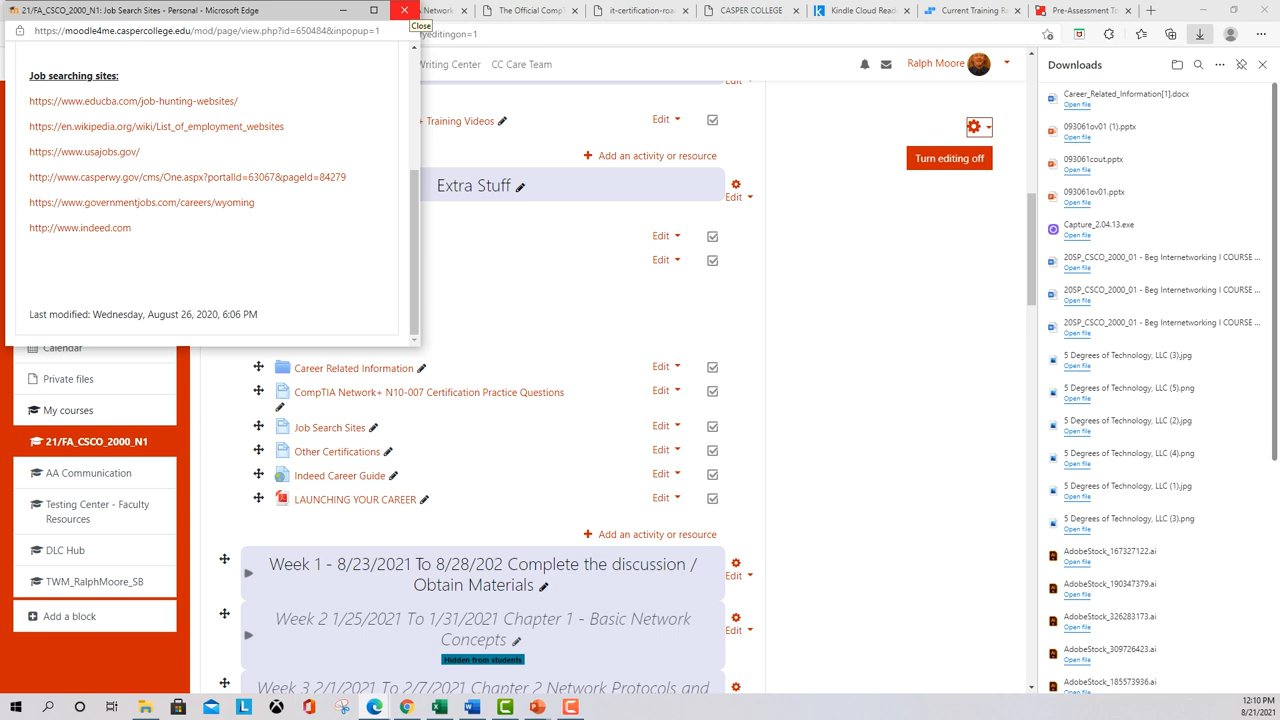 21/FA_CSCO_2000_N1: Job Search Sites - Personal - Microsoft Edge
Network
The Official CompT
it-certification-roa
CASPER COLLEGE
Kindle Cloud Reade
Current Training R
Pre-Assessment Te
Close
https://moodle4me.caspercollege.edu/mod/page/view.php?id=650484&inpopup=1
tyediting=on=1
Writing Center
CC Care Team
Ralph Moore
Downloads
Job searching sites:
https://www.educba.com/job-hunting-websites/
https://en.wikipedia.org/wiki/List_of_employment_websites
https://www.usajobs.gov/
http://www.casperwy.gov/cms/One.aspx?portalId=63067&pageId=84279
https://www.governmentjobs.com/careers/wyoming
http://www.indeed.com
Last modified: Wednesday, August 26, 2020, 6:06 PM
Edit
+ Training Videos
Edit
Add an activity or resource
Turn editing off
Extra Stuff
Edit
Edit
Edit
Calendar
Private files
My courses
21/FA_CSCO_2000_N1
AA Communication
Testing Center - Faculty
Resources
DLC Hub
TWM_RalphMoore_SB
Add a block
Career Related Information
Edit
CompTIA Network+ N10-007 Certification Practice Questions
Edit
Job Search Sites
Edit
Other Certifications
Edit
Indeed Career Guide
Edit
LAUNCHING YOUR CAREER
Edit
Add an activity or resource
Week 1 - 8/23/2021 To 8/28/202 Complete the discussion /
Obtain Materials
Edit
Week 2 1/25/2021 To 1/31/2021 Chapter 1 - Basic Network
Concepts
Edit
Hidden from students
Week 3 2/1/2021 To 2/7/2021 Chapter 2 Network Protocols and
Career_Related_Information[1].docx
Open file
093061ov01 (1).pptx
Open file
093061cout.pptx
Open file
093061ov01.pptx
Open file
Capture_2.04.13.exe
Open file
20SP_CSCO_2000_01 - Beg Internetworking I COURSE ...
Open file
20SP_CSCO_2000_01 - Beg Internetworking I COURSE ...
Open file
20SP_CSCO_2000_01 - Beg Internetworking I COURSE ...
Open file
5 Degrees of Technology, LLC (3).jpg
Open file
5 Degrees of Technology, LLC (5).png
Open file
5 Degrees of Technology, LLC (2).jpg
Open file
5 Degrees of Technology, LLC (4).png
Open file
5 Degrees of Technology, LLC (1).jpg
Open file
5 Degrees of Technology, LLC (3).png
Open file
AdobeStock_167327122.ai
Open file
AdobeStock_190347379.ai
Open file
AdobeStock_326283173.ai
Open file
AdobeStock_309726423.ai
Open file
AdobeStock_185573936.ai
Open file
12:10 PM
8/21/2021